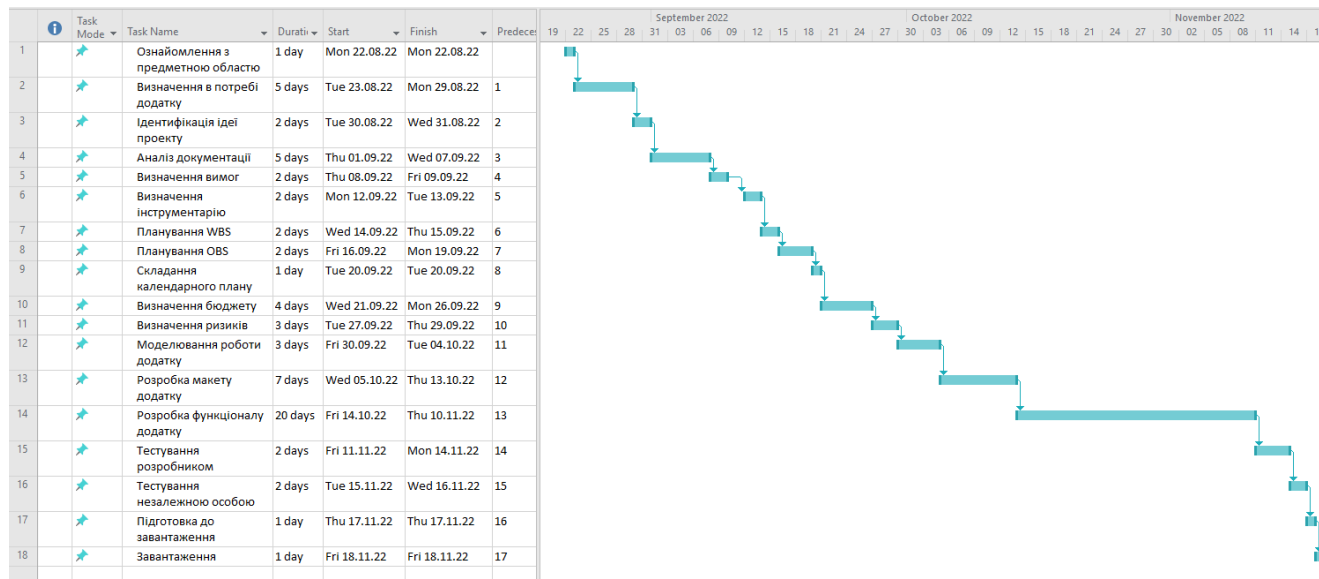 Task
Mode
Task Name
Durati
Start
Finish
Predeces
September 2022
October 2022
November 2022
19 22 25 28 31 03 06 09 12 15 18 21 24 27 30 03 06 09 12 15 18 21 24 27 30 02 05 08 11 14
1 Ознайомлення з 1 day Mon 22.08.22 Mon 22.08.22
предметною областю
2 Визначення в потребі 5 days Tue 23.08.22 Mon 29.08.22 1
додатку
3 Ідентифікація ідеї 2 days Tue 30.08.22 Wed 31.08.22 2
проекту
4 Аналіз документації 5 days Thu 01.09.22 Wed 07.09.22 3
5 Визначення вимог 2 days Thu 08.09.22 Fri 09.09.22 4
6 Визначення 2 days Mon 12.09.22 Tue 13.09.22 5
інструментарію
7 Планування WBS 2 days Wed 14.09.22 Thu 15.09.22 6
8 Планування OBS 2 days Fri 16.09.22 Mon 19.09.22 7
9 Складання 1 day Tue 20.09.22 Tue 20.09.22 8
календарного плану
10 Визначення бюджету 4 days Wed 21.09.22 Mon 26.09.22 9
11 Визначення ризиків 3 days Tue 27.09.22 Thu 29.09.22 10
12 Моделювання роботи 3 days Fri 30.09.22 Tue 04.10.22 11
додатку
13 Розробка макету 7 days Wed 05.10.22 Thu 13.10.22 12
додатку
14 Розробка функціоналу 20 days Fri 14.10.22 Thu 10.11.22 13
додатку
15 Тестування 2 days Fri 11.11.22 Mon 14.11.22 14
розробником
16 Тестування 2 days Tue 15.11.22 Wed 16.11.22 15
незалежною особою
17 Підготовка до 1 day Thu 17.11.22 Thu 17.11.22 16
завантаження
18 Завантаження 1 day Fri 18.11.22 Fri 18.11.22 17